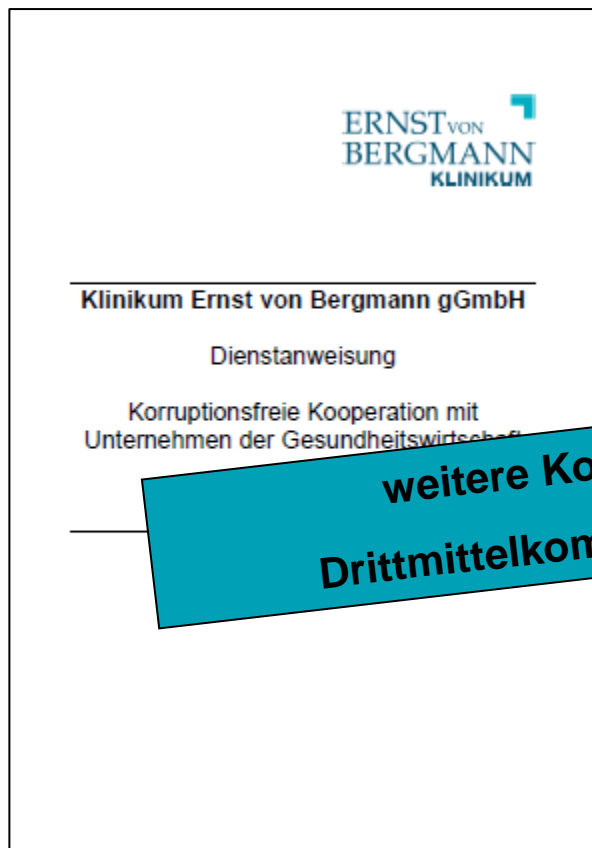 ERNST VON
BERGMANN
KLINIKUM
Klinikum Ernst von Bergmann gGmbH
Dienstanweisung
Korruptionsfreie Kooperation mit
Unternehmen der Gesundheitswirtschaft
weitere Ko
Drittmittelkom